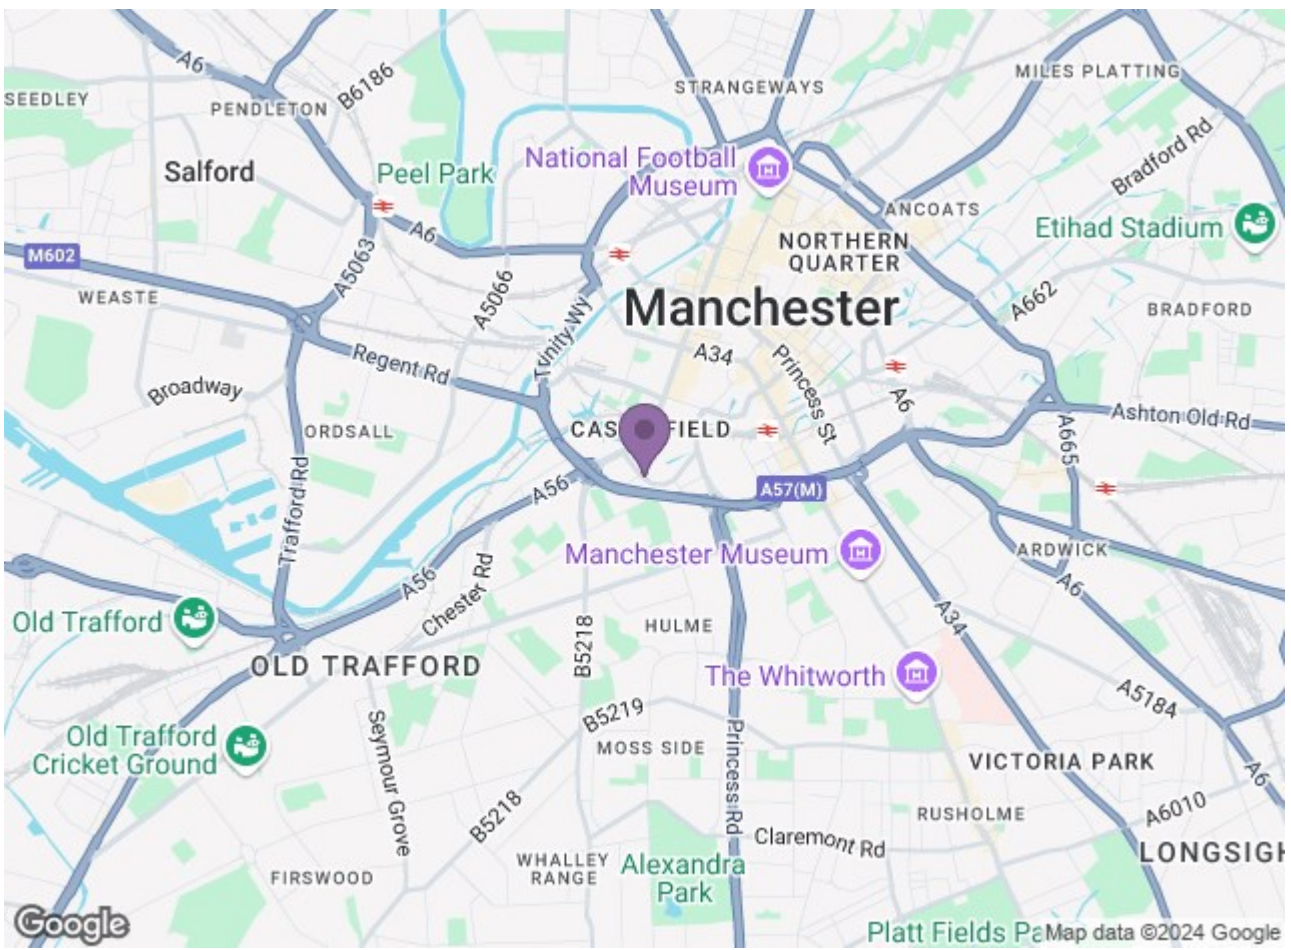 A6
B6186
MILES PLATTING
STRANGEWAYS
SEEDLEY
PENDLETON
Bradford Rd
Salford
Peel Park
National Football
Museum
ANCOATS
Etihad Stadium
A6
NORTHERN
QUARTER
M602
A5063
A5066
WEASTE
Manchester
A662
BRADFORD
Trinity Wy
A34
Princess St
Regent Rd
Broadway
A6
Ashton Old Rd
ORDSALL
A665
Trafford Rd
A56
A57(M)
Manchester Museum
ARDWICK
A56
A6
Chester Rd
Old Trafford
B5218
HULME
A34
OLD TRAFFORD
The Whitworth
A5184
B5219
Seymour Grove
Old Trafford
Cricket Ground
MOSS SIDE
Princess Rd
VICTORIA PARK
A6
B5218
RUSHOLME
A6010
Claremont Rd
LONGSIGH
WHALLEY
RANGE
Alexandra
Park
FIRSWOOD
Google
Platt Fields Pa
Map data ©2024 Google